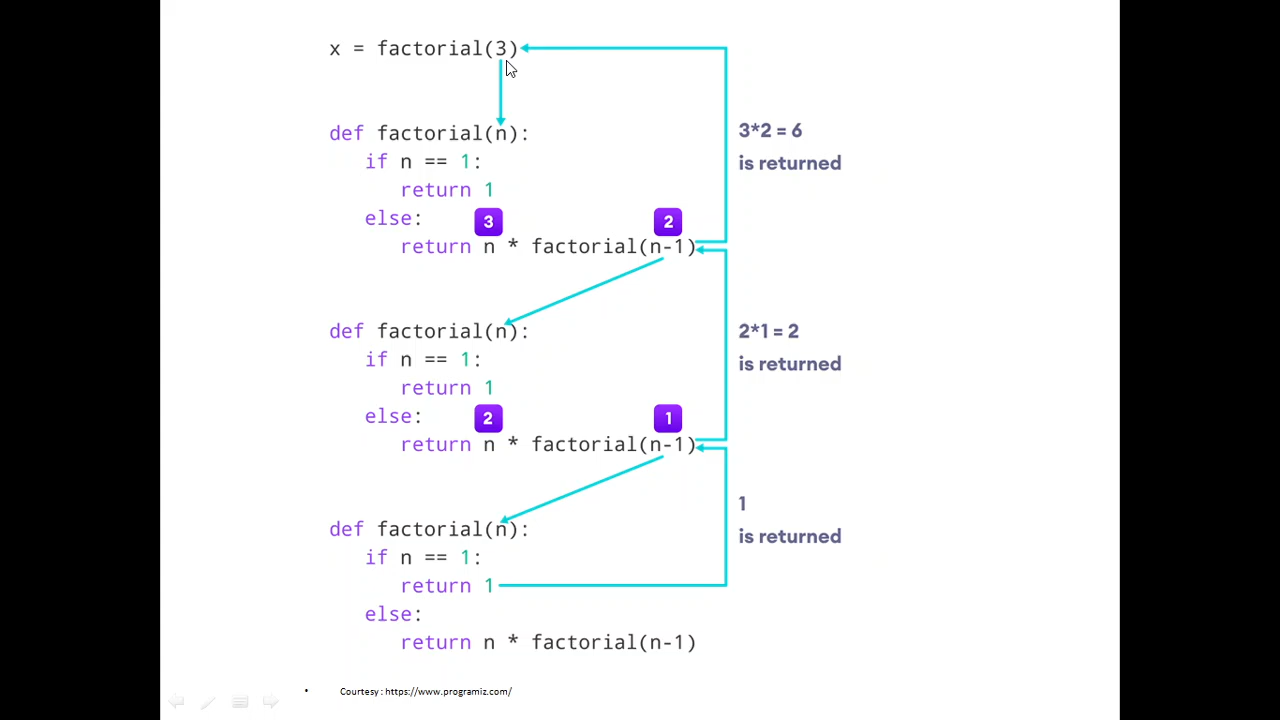 x = factorial(3)
3*2 = 6
is returned
def factorial(n):
if n == 1:
return 1
else:
3 2
return n * factorial(n-1)
2*1 = 2
is returned
def factorial(n):
if n == 1:
return 1
else:
2 1
return n * factorial(n-1)
1
is returned
def factorial(n):
if n == 1:
return 1
else:
return n * factorial(n-1)
• Courtesy : https://www.programiz.com/